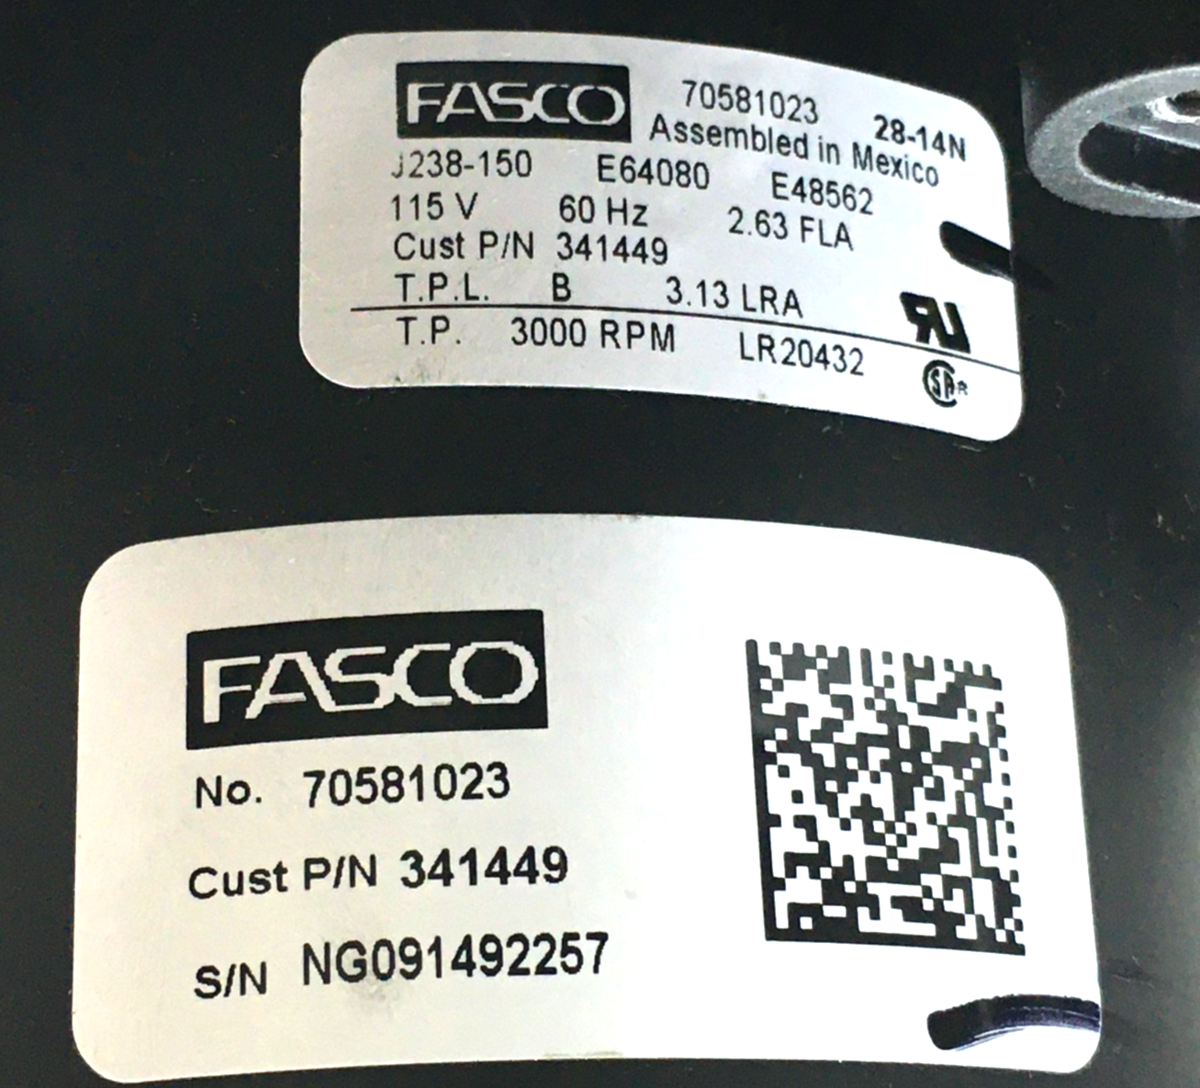 FASCO 70581023 28-14N
Assembled in Mexico
J238-150 E64080 E48562
115 V 60 Hz 2.63 FLA
Cust P/N 341449
T.P.L. B 3.13 LRA
T.P. 3000 RPM LR20432
FASCO
No. 70581023
Cust P/N 341449
S/N NG091492257